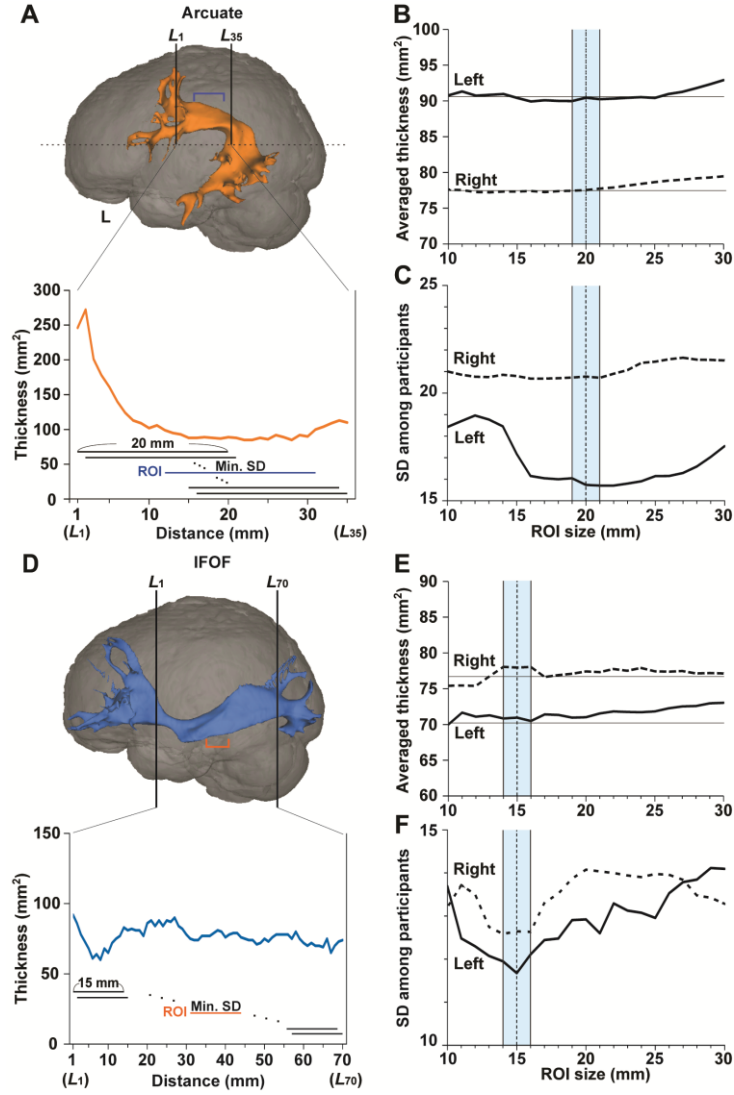 A
Arcuate
L1
L35
L
Thickness (mm2)
300
250
200
150
100
50
0
20 mm
Min. SD
ROI
1
10
20
30
(L1)
Distance (mm)
(L35)
B
Averaged thickness (mm2)
100
95
90
85
80
75
70
Left
Right
10
15
20
25
30
C
SD among participants
25
20
15
Right
Left
10
15
20
25
30
ROI size (mm)
D
IFOF
L1
L70
Thickness (mm2)
150
100
50
0
15 mm
Min. SD
ROI
1
10
20
30
40
50
60
70
(L1)
Distance (mm)
(L70)
E
Averaged thickness (mm2)
90
85
80
75
70
65
60
Right
Left
10
15
20
25
30
F
SD among participants
15
10
Right
Left
10
15
20
25
30
ROI size (mm)